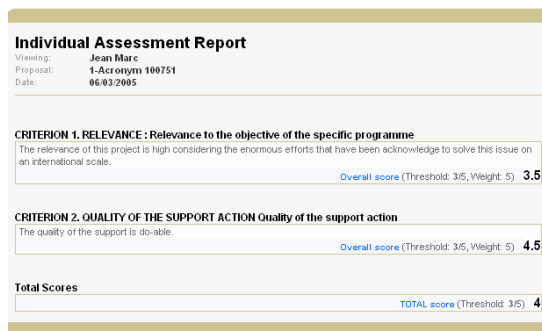 Individual Assessment Report
Viewing: Jean Marc
Proposal: 1-Acronym 100751
Date: 06/03/2005
CRITERION 1. RELEVANCE : Relevance to the objective of the specific programme
The relevance of this project is high considering the enormous efforts that have been acknowledge to solve this issue on
an international scale.
Overall score (Threshold: 3/5, Weight: 5) 3.5
CRITERION 2. QUALITY OF THE SUPPORT ACTION Quality of the support action
The quality of the support is do-able.
Overall score (Threshold: 3/5, Weight: 5) 4.5
Total Scores
TOTAL score (Threshold: 3/5) 4